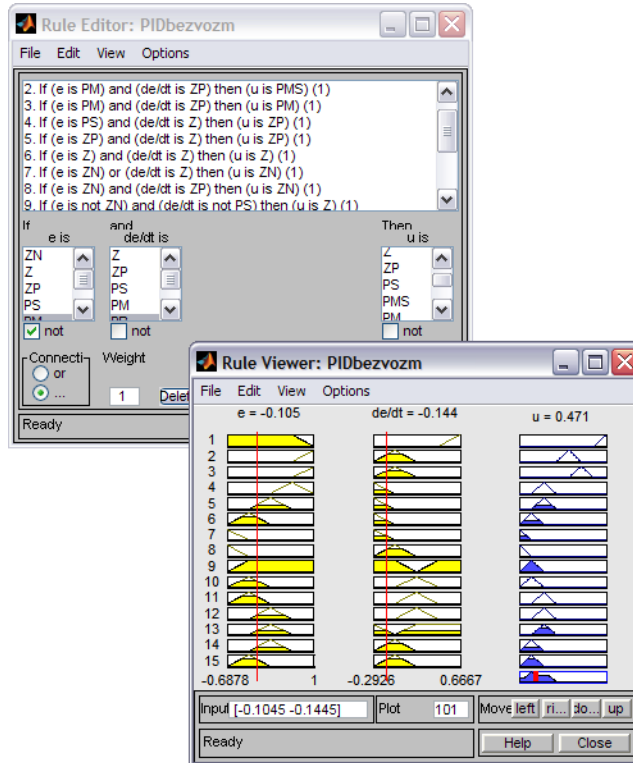 Rule Editor: PIDbezvozm
File Edit View Options
2. If (e is PM) and (de/dt is ZP) then (u is PMS) (1)
3. If (e is PM) and (de/dt is ZP) then (u is PM) (1)
4. If (e is PS) and (de/dt is Z) then (u is ZP) (1)
5. If (e is ZP) and (de/dt is Z) then (u is ZP) (1)
6. If (e is Z) and (de/dt is Z) then (u is Z) (1)
7. If (e is ZN) or (de/dt is Z) then (u is ZN) (1)
8. If (e is ZN) and (de/dt is ZP) then (u is ZN) (1)
9. If (e is not ZN) and (de/dt is not PS) then (u is Z) (1)
If and Then
e is de/dt is u is
ZN Z Z
Z ZP ZP
ZP PS PS
PS PM PMS
PM PB PM
not not not
Connecti Weight
or
... 1 Delet
Ready
Rule Viewer: PIDbezvozm
File Edit View Options
e = -0.105 de/dt = -0.144 u = 0.471
1
2
3
4
5
6
7
8
9
10
11
12
13
14
15
-0.6878 1 -0.2926 0.6667
Input [-0.1045 -0.1445] Plot 101 Move left ri... do... up
Ready Help Close